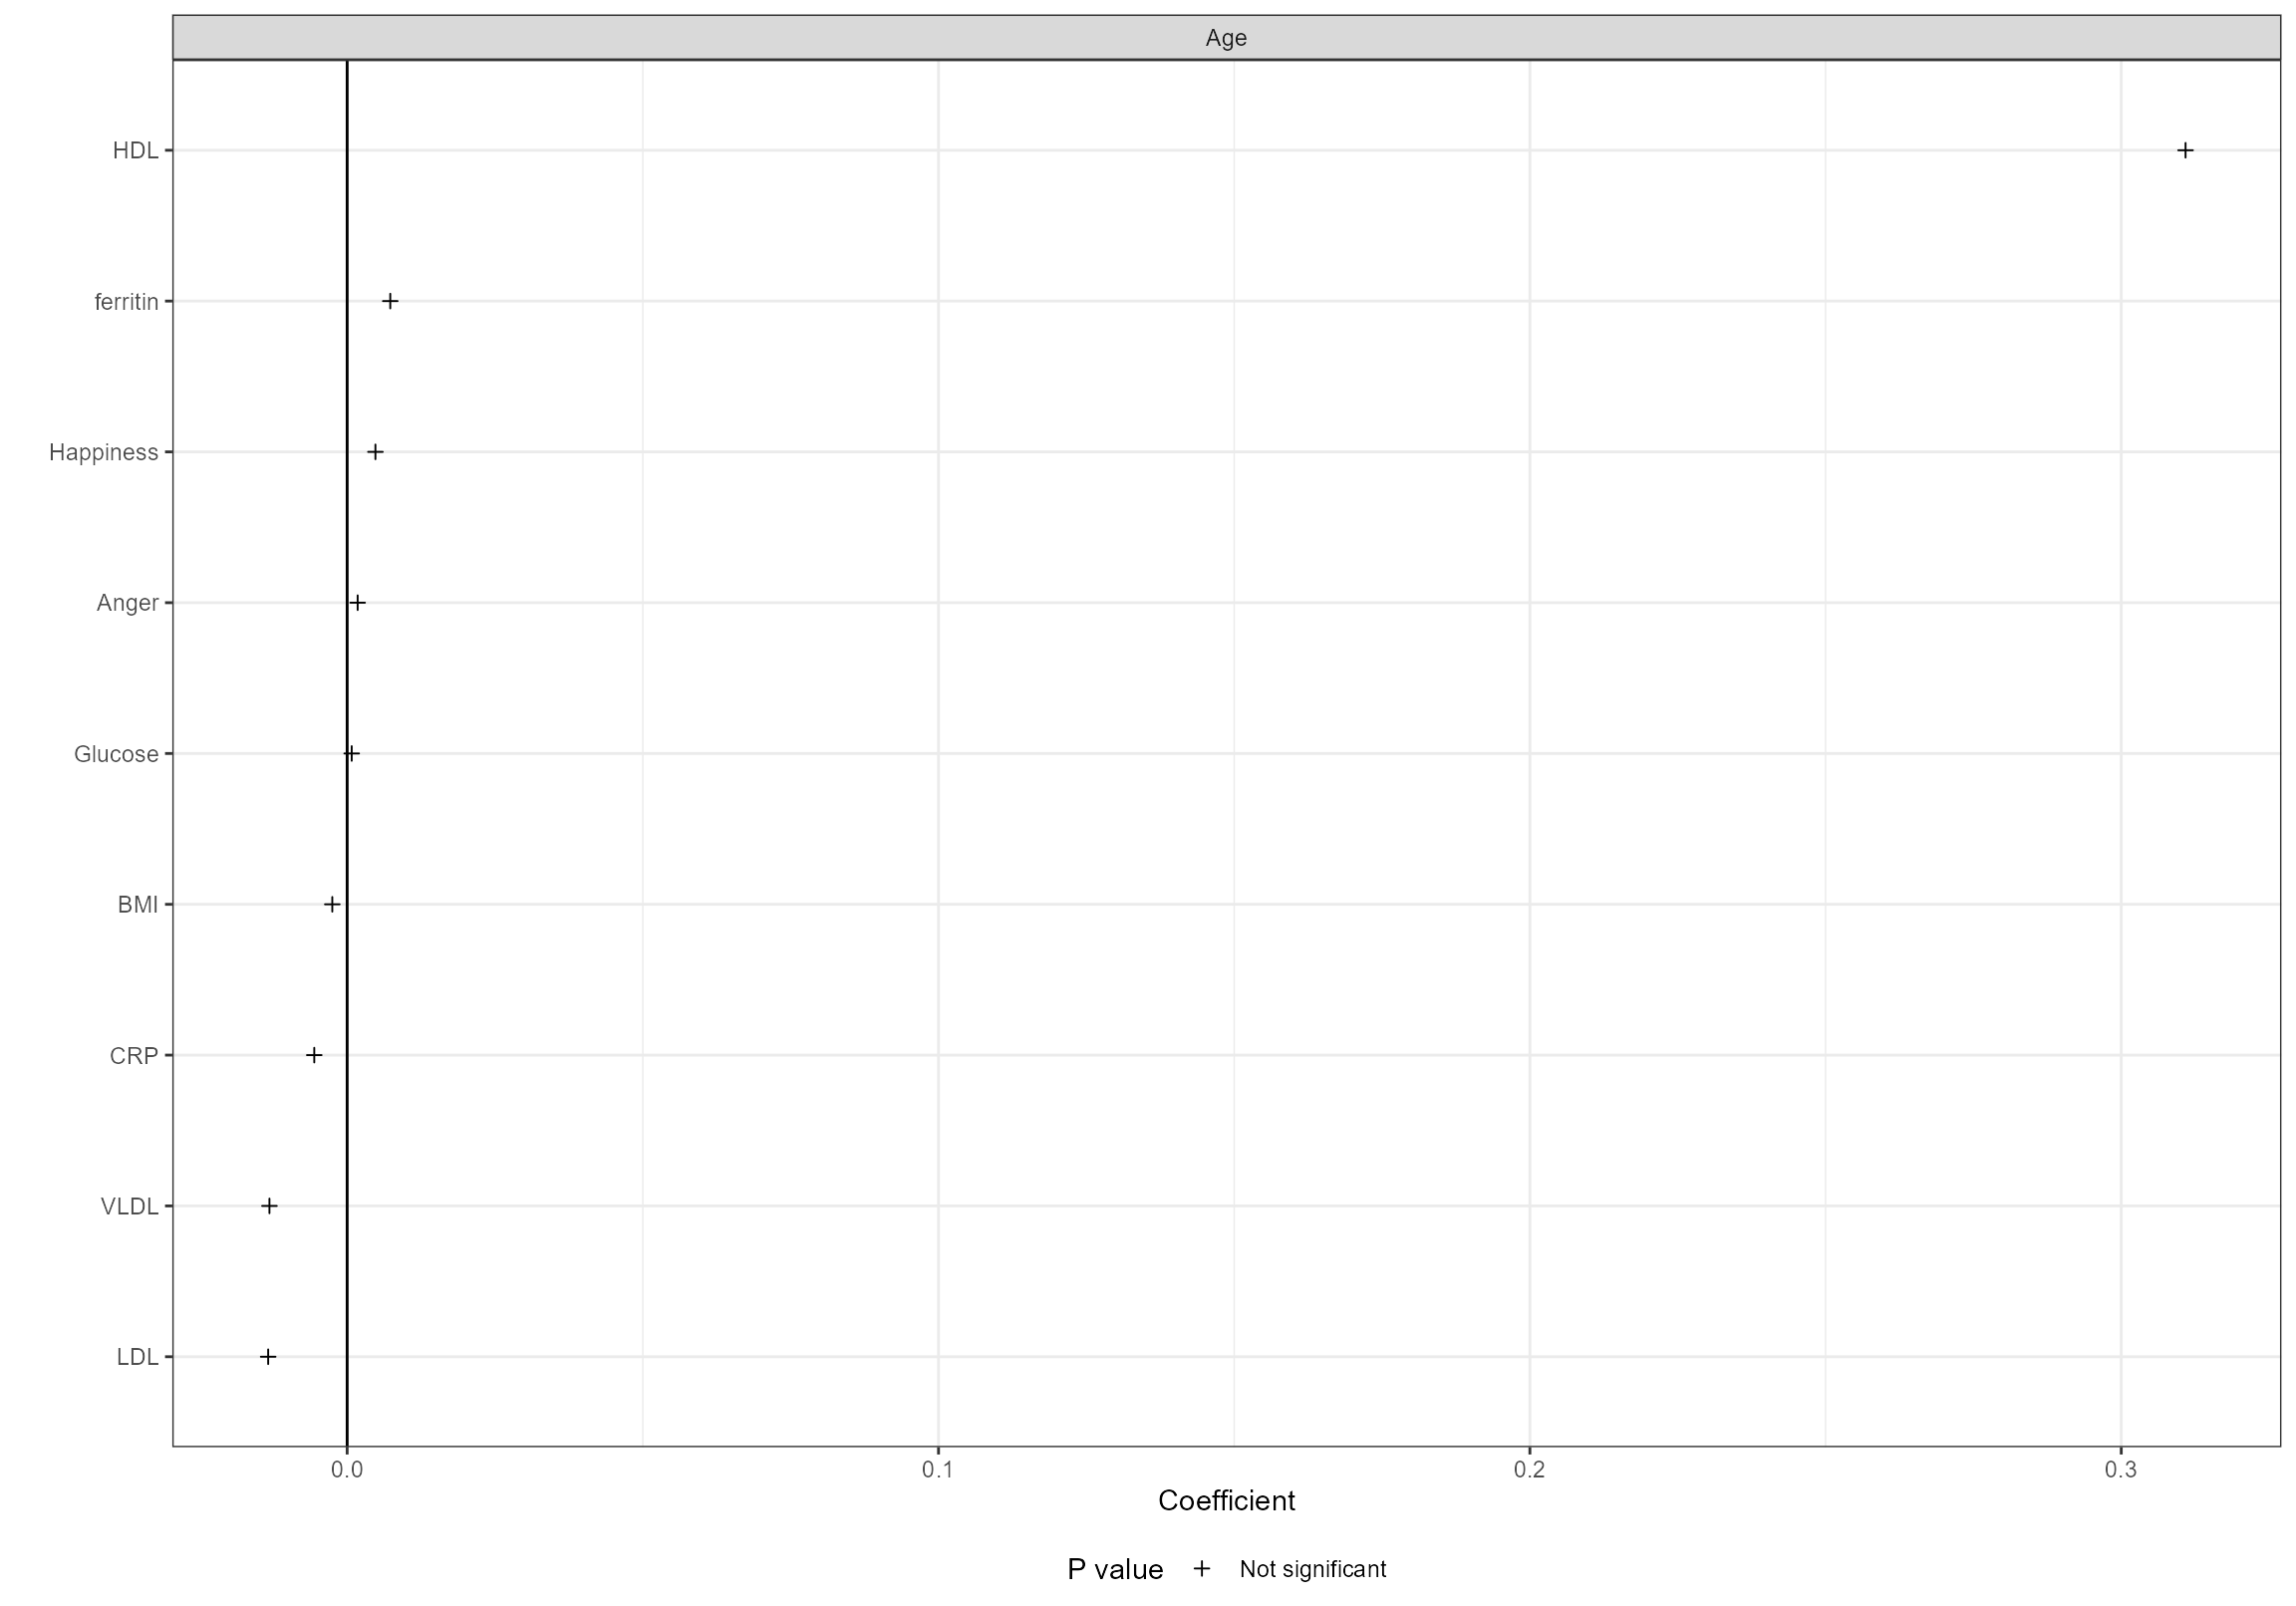 Age
HDL
ferritin
Happiness
Anger
Glucose
BMI
CRP
VLDL
LDL
0.0 0.1 0.2 0.3
Coefficient
P value + Not significant